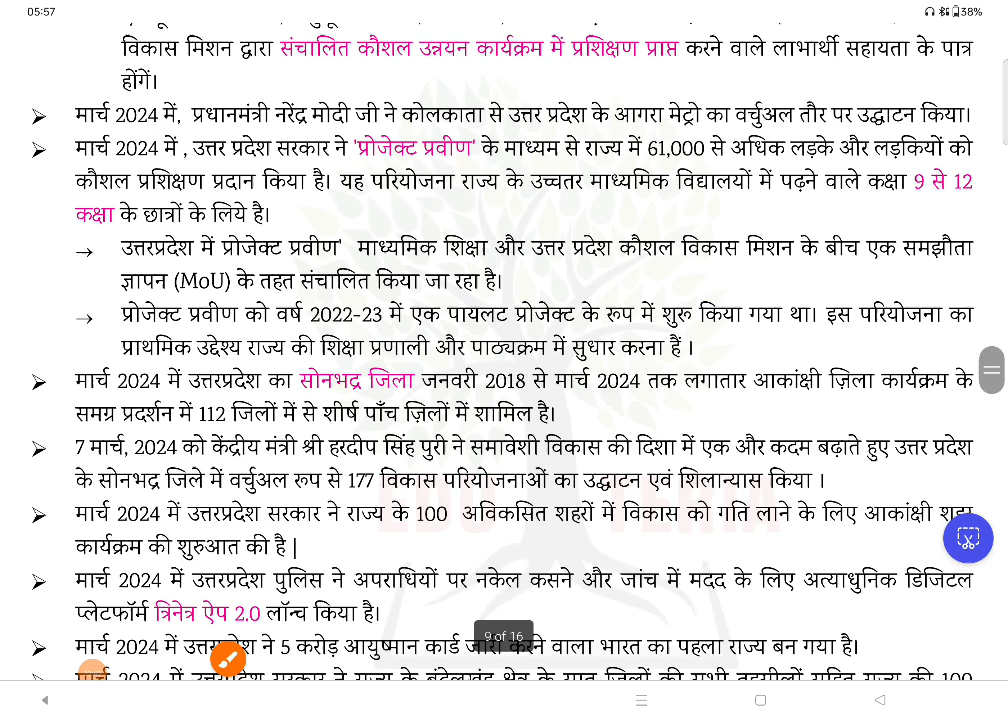 05:57
38%
विकास मिशन द्वारा संचालित कौशल उन्नयन कार्यक्रम में प्रशिक्षण प्राप्त करने वाले लाभार्थी सहायता के पात्र
होंगें।
➢ मार्च 2024 में, प्रधानमंत्री नरेंद्र मोदी जी ने कोलकाता से उत्तर प्रदेश के आगरा मेट्रो का वर्चुअल तौर पर उद्घाटन किया।
➢ मार्च 2024 में , उत्तर प्रदेश सरकार ने 'प्रोजेक्ट प्रवीण' के माध्यम से राज्य में 61,000 से अधिक लड़के और लड़कियों को
कौशल प्रशिक्षण प्रदान किया है। यह परियोजना राज्य के उच्चतर माध्यमिक विद्यालयों में पढ़ने वाले कक्षा 9 से 12
कक्षा के छात्रों के लिये है।
→ उत्तरप्रदेश में प्रोजेक्ट प्रवीण' माध्यमिक शिक्षा और उत्तर प्रदेश कौशल विकास मिशन के बीच एक समझौता
ज्ञापन (MoU) के तहत संचालित किया जा रहा है।
→ प्रोजेक्ट प्रवीण को वर्ष 2022-23 में एक पायलट प्रोजेक्ट के रूप में शुरू किया गया था। इस परियोजना का
प्राथमिक उद्देश्य राज्य की शिक्षा प्रणाली और पाठ्यक्रम में सुधार करना हैं ।
➢ मार्च 2024 में उत्तरप्रदेश का सोनभद्र जिला जनवरी 2018 से मार्च 2024 तक लगातार आकांक्षी ज़िला कार्यक्रम के
समग्र प्रदर्शन में 112 जिलों में से शीर्ष पाँच ज़िलों में शामिल है।
➢ 7 मार्च, 2024 को केंद्रीय मंत्री श्री हरदीप सिंह पुरी ने समावेशी विकास की दिशा में एक और कदम बढ़ाते हुए उत्तर प्रदेश
के सोनभद्र जिले में वर्चुअल रूप से 177 विकास परियोजनाओं का उद्घाटन एवं शिलान्यास किया ।
➢ मार्च 2024 में उत्तरप्रदेश सरकार ने राज्य के 100 अविकसित शहरों में विकास को गति लाने के लिए आकांक्षी
कार्यक्रम की शुरुआत की है |
➢ मार्च 2024 में उत्तरप्रदेश पुलिस ने अपराधियों पर नकेल कसने और जांच में मदद के लिए अत्याधुनिक डिजिटल
प्लेटफॉर्म त्रिनेत्र ऐप 2.0 लॉन्च किया है।
9 of 16
➢ मार्च 2024 में ने 5 करोड़ आयुष्मान कार्ड जारी करने वाला भारत का पहला राज्य बन गया है।